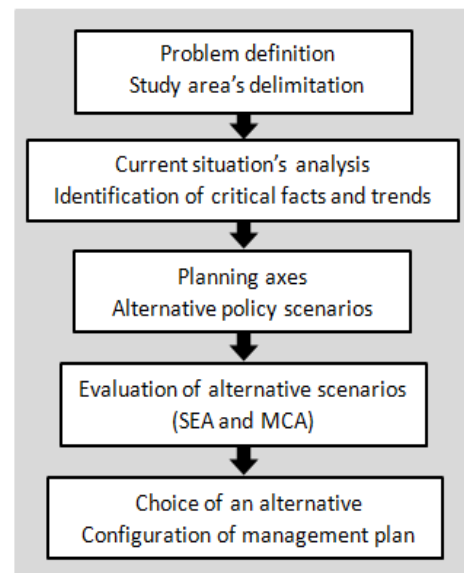 Problem definition
Study area's delimitation
Current situation's analysis
Identification of critical facts and trends
Planning axes
Alternative policy scenarios
Evaluation of alternative scenarios
(SEA and MCA)
Choice of an alternative
Configuration of management plan